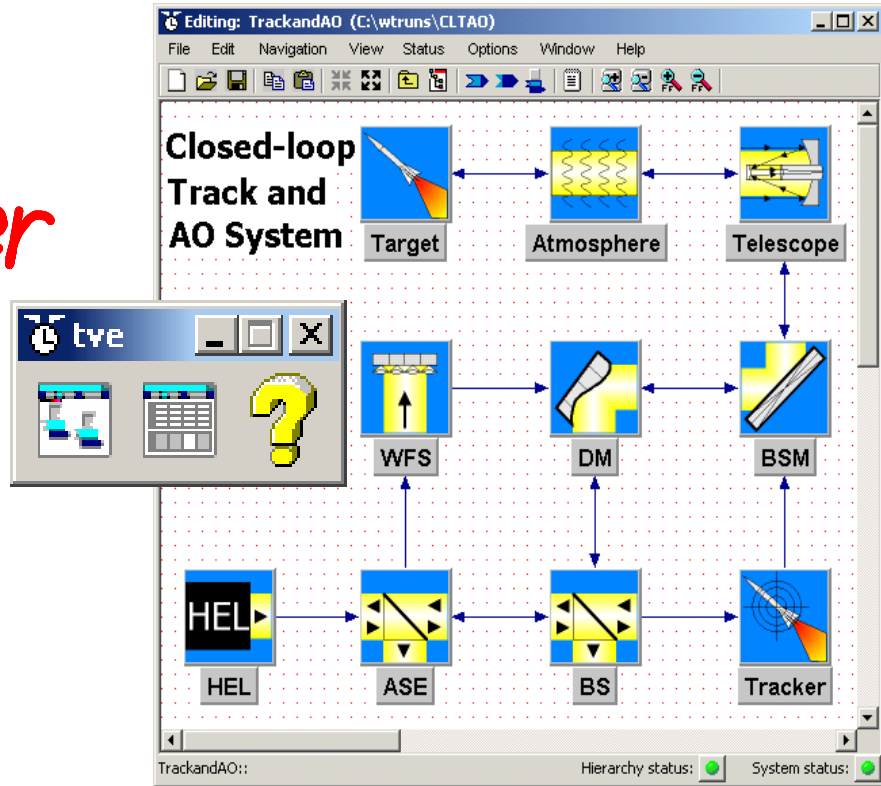 Editing: TrackandAO (C:\wtruns\CLTAO)
File Edit Navigation View Status Options Window Help
Closed-loop
Track and
AO System
Target
Atmosphere
Telescope
er
tve
WFS
DM
BSM
HEL
HEL
ASE
BS
Tracker
TrackandAO::
Hierarchy status:
System status: